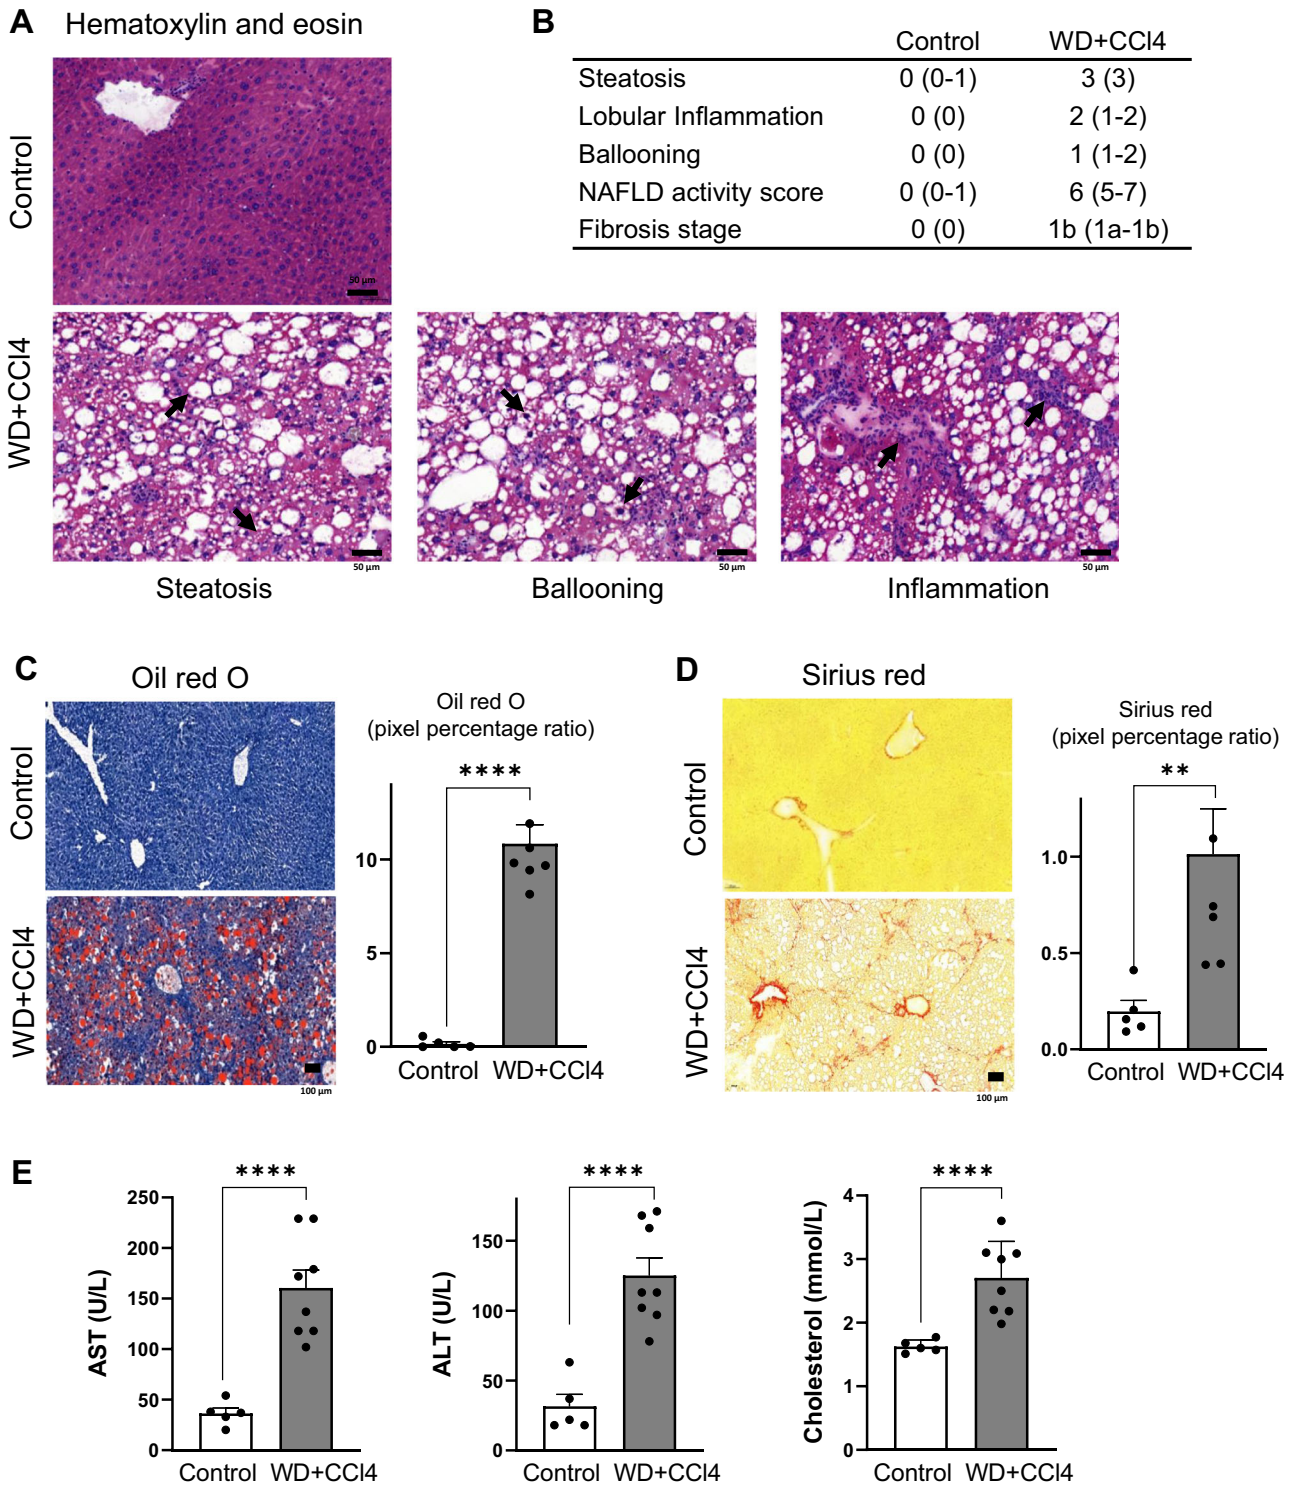 A Hematoxylin and eosin
Control
50 µm
WD+CCl4
50 µm
50 µm
50 µm
Steatosis
Ballooning
Inflammation
B
Control WD+CCl4
Steatosis 0 (0-1) 3 (3)
Lobular Inflammation 0 (0) 2 (1-2)
Ballooning 0 (0) 1 (1-2)
NAFLD activity score 0 (0-1) 6 (5-7)
Fibrosis stage 0 (0) 1b (1a-1b)
C
Oil red O
Control
WD+CCl4
100 µm
Oil red O
(pixel percentage ratio)
****
10
5
0
Control WD+CCl4
D
Sirius red
Control
WD+CCl4
100 µm
Sirius red
(pixel percentage ratio)
**
1.0
0.5
0.0
Control WD+CCl4
E
AST (U/L)
****
250
200
150
100
50
0
Control WD+CCl4
ALT (U/L)
****
150
100
50
0
Control WD+CCl4
Cholesterol (mmol/L)
****
4
3
2
1
0
Control WD+CCl4